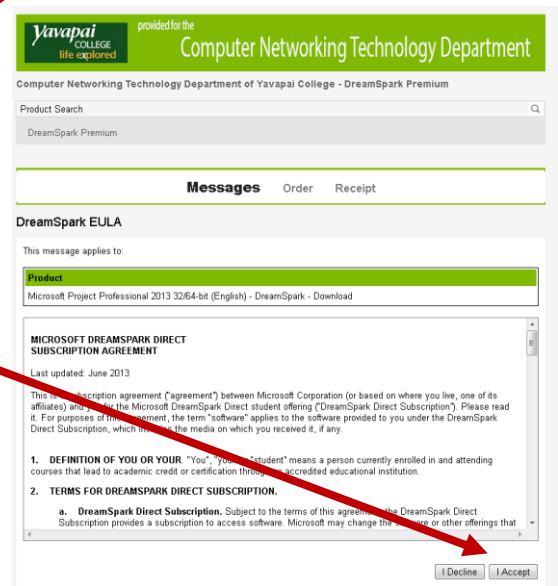 Yavapai
COLLEGE
life explored
provided for the
Computer Networking Technology Department
Computer Networking Technology Department of Yavapai College - DreamSpark Premium
Product Search
DreamSpark Premium
Messages Order Receipt
DreamSpark EULA
This message applies to:
Product
Microsoft Project Professional 2013 32/64-bit (English) - DreamSpark - Download
MICROSOFT DREAMSPARK DIRECT
SUBSCRIPTION AGREEMENT
Last updated: June 2013
This is subscription agreement ("agreement") between Microsoft Corporation (or based on where you live, one of its
affiliates) and for the Microsoft DreamSpark Direct student offering ("DreamSpark Direct Subscription"). Please read
it. For purposes of this agreement, the term "software" applies to the software provided to you under the DreamSpark
Direct Subscription, which the media on which you received it, if any.
1. DEFINITION OF YOU OR YOUR. "You", "student" means a person currently enrolled in and attending
courses that lead to academic credit or certification accredited educational institution.
2. TERMS FOR DREAMSPARK DIRECT SUBSCRIPTION.
a. DreamSpark Direct Subscription. Subject to the terms of this the DreamSpark Direct
Subscription provides a subscription to access software. Microsoft may change the or other offerings that
I Decline I Accept